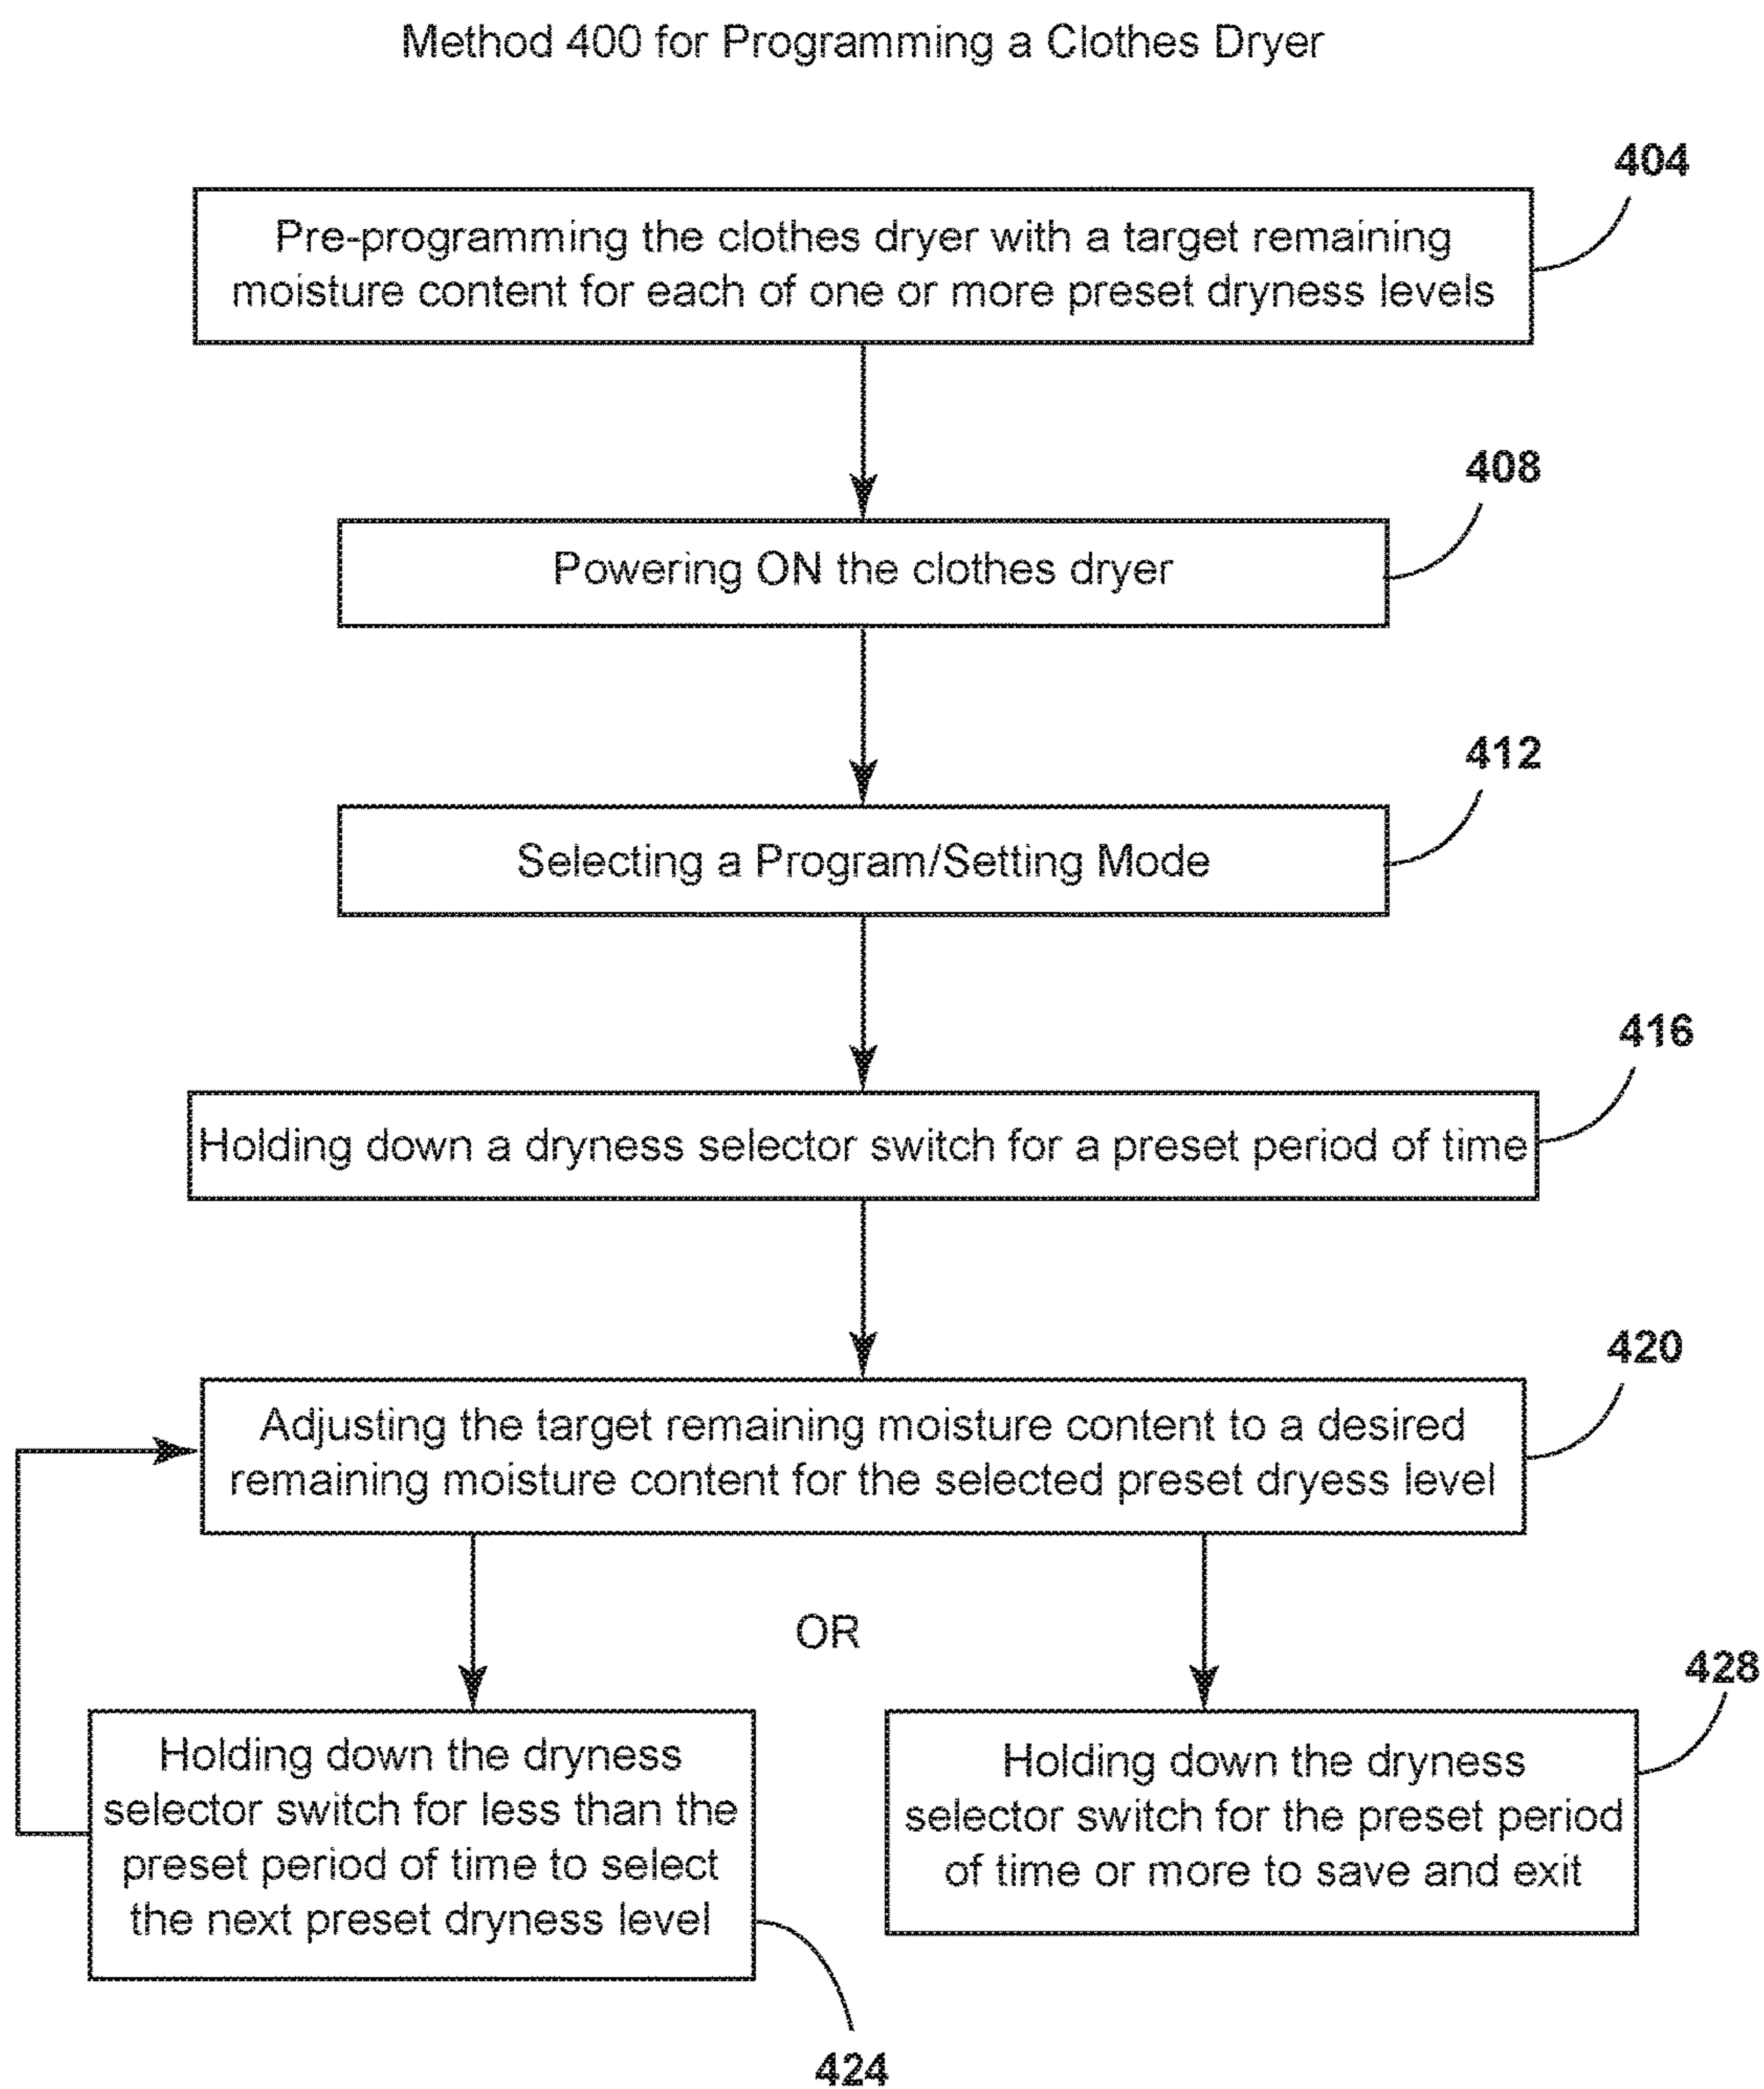 Method 400 for Programming a Clothes Dryer
404
Pre-programming the clothes dryer with a target remaining
moisture content for each of one or more preset dryness levels
408
Powering ON the clothes dryer
412
Selecting a Program/Setting Mode
416
Holding down a dryness selector switch for a preset period of time
420
Adjusting the target remaining moisture content to a desired
remaining moisture content for the selected preset dryess level
OR
Holding down the dryness
selector switch for less than the
preset period of time to select
the next preset dryness level
424
428
Holding down the dryness
selector switch for the preset period
of time or more to save and exit